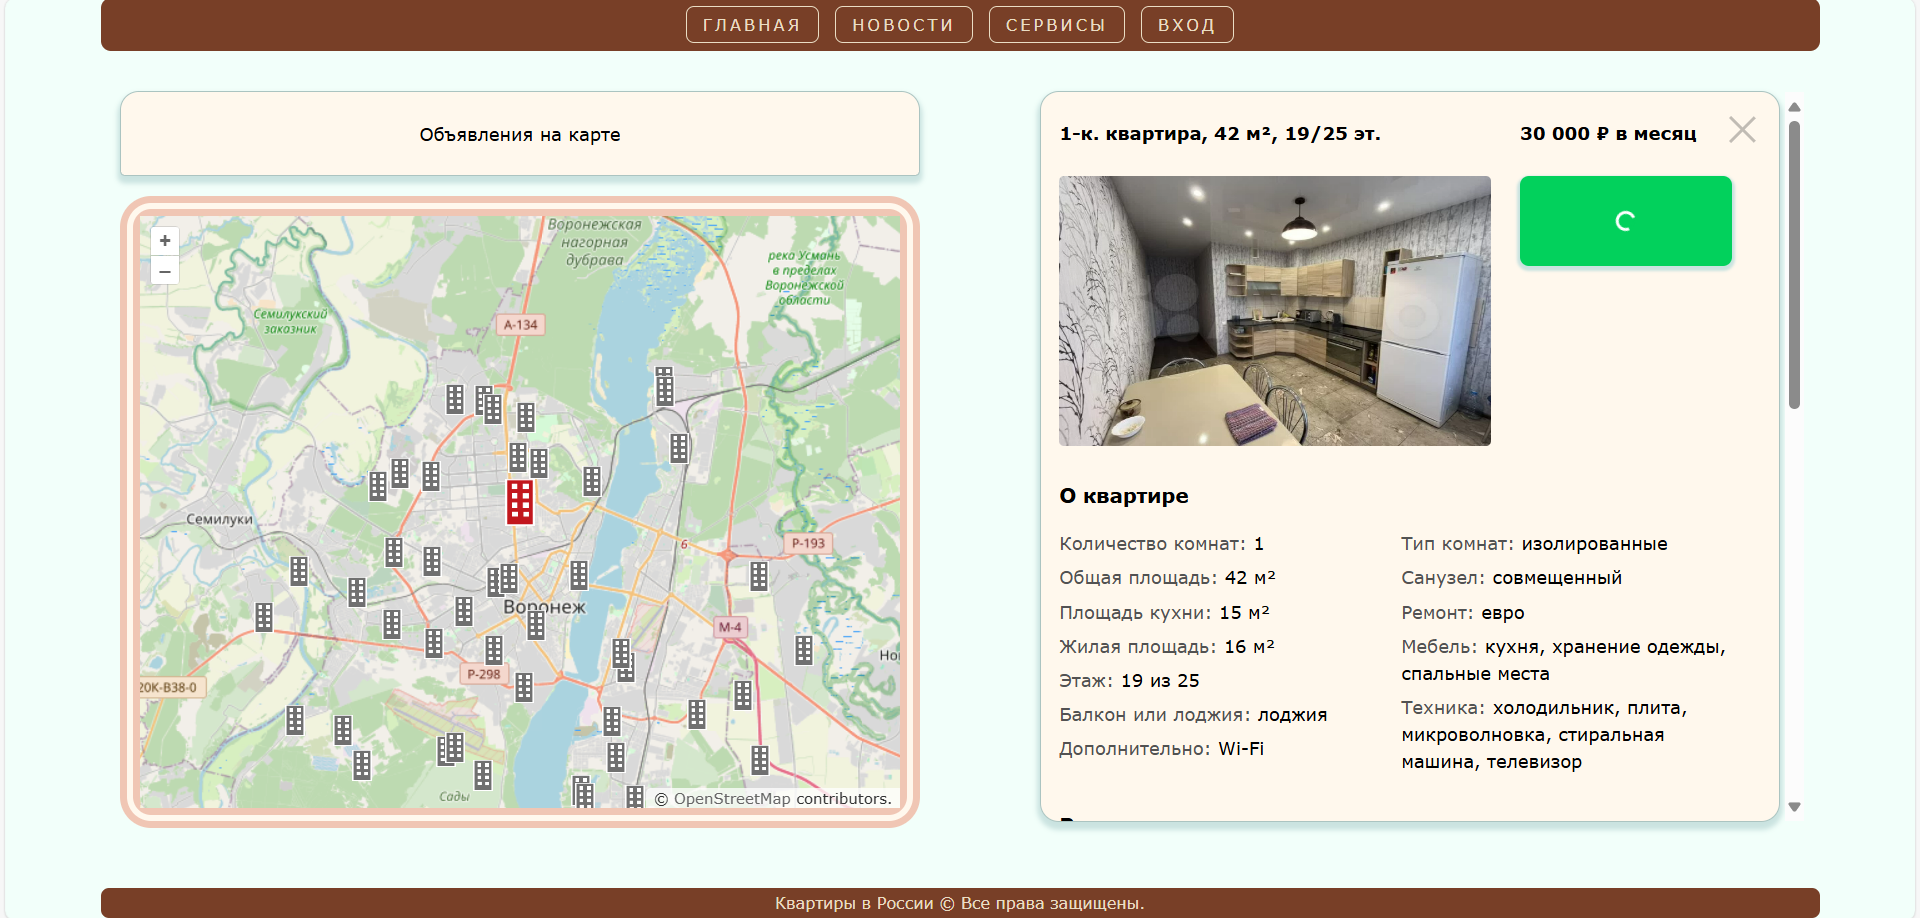 ГЛАВНАЯ
НОВОСТИ
СЕРВИСЫ
ВХОД
Объявления на карте
+
−
Воронежская
нагорная
дубрава
река Усмань
в пределах
Воронежской
области
Семилукский
заказник
А-134
Семилуки
6
Р-193
Воронеж
М-4
Но
Р-298
20К-В38-0
Сады
© OpenStreetMap contributors.
1-к. квартира, 42 м², 19/25 эт.
30 000 ₽ в месяц
О квартире
Количество комнат: 1
Общая площадь: 42 м²
Площадь кухни: 15 м²
Жилая площадь: 16 м²
Этаж: 19 из 25
Балкон или лоджия: лоджия
Дополнительно: Wi-Fi
Тип комнат: изолированные
Санузел: совмещенный
Ремонт: евро
Мебель: кухня, хранение одежды,
спальные места
Техника: холодильник, плита,
микроволновка, стиральная
машина, телевизор
Квартиры в России © Все права защищены.